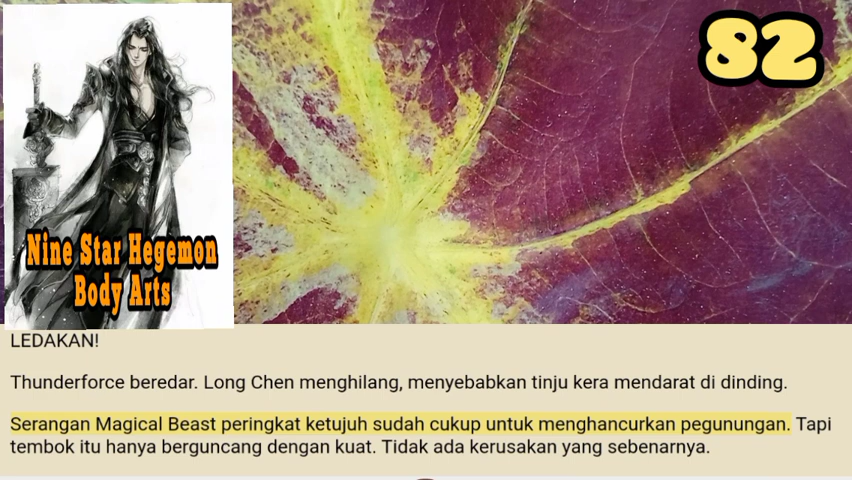 82
Nine Star Hegemon
Body Arts
LEDAKAN!
Thunderforce beredar. Long Chen menghilang, menyebabkan tinju kera mendarat di dinding.
Serangan Magical Beast peringkat ketujuh sudah cukup untuk menghancurkan pegunungan. Tapi
tembok itu hanya berguncang dengan kuat. Tidak ada kerusakan yang sebenarnya.